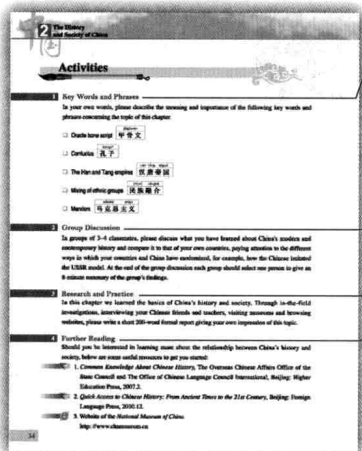 2 The History
and Society of China
Activities
1 Key Words and Phrases
In your own words, please describe the meaning and importance of the following key words and
phrases concerning the topic of this chapter.
Oracle bone script 甲骨文
Confucius 孔子
The Han and Tang empires 汉唐帝国
Mixing of ethnic groups 民族融合
Marxism 马克思主义
2 Group Discussion
In groups of 3–4 classmates, please discuss what you have learned about China's modern and
contemporary history and compare it to that of your own countries, paying attention to the different
ways in which your countries and China have modernized, for example, how the Chinese imitated
the USSR model. At the end of the group discussion each group should select one person to give an
8-minute summary of the group's findings.
3 Research and Practice
In this chapter we learned the basics of China's history and society. Through in-the-field
investigations, interviewing your Chinese friends and teachers, visiting museums and browsing
websites, please write a short 200-word formal report giving your own impression of this topic.
4 Further Reading
Should you be interested in learning more about the relationship between China's history and
society, below are some useful resources to get you started:
1. Common Knowledge About Chinese History, The Overseas Chinese Affairs Office of the
State Council and The Office of Chinese Language Council International, Beijing: Higher
Education Press, 2007.2.
2. Quick Access to Chinese History: From Ancient Times to the 21st Century, Beijing: Foreign
Language Press, 2010.12.
3. Website of the National Museum of China.
http://www.chnmuseum.cn
34